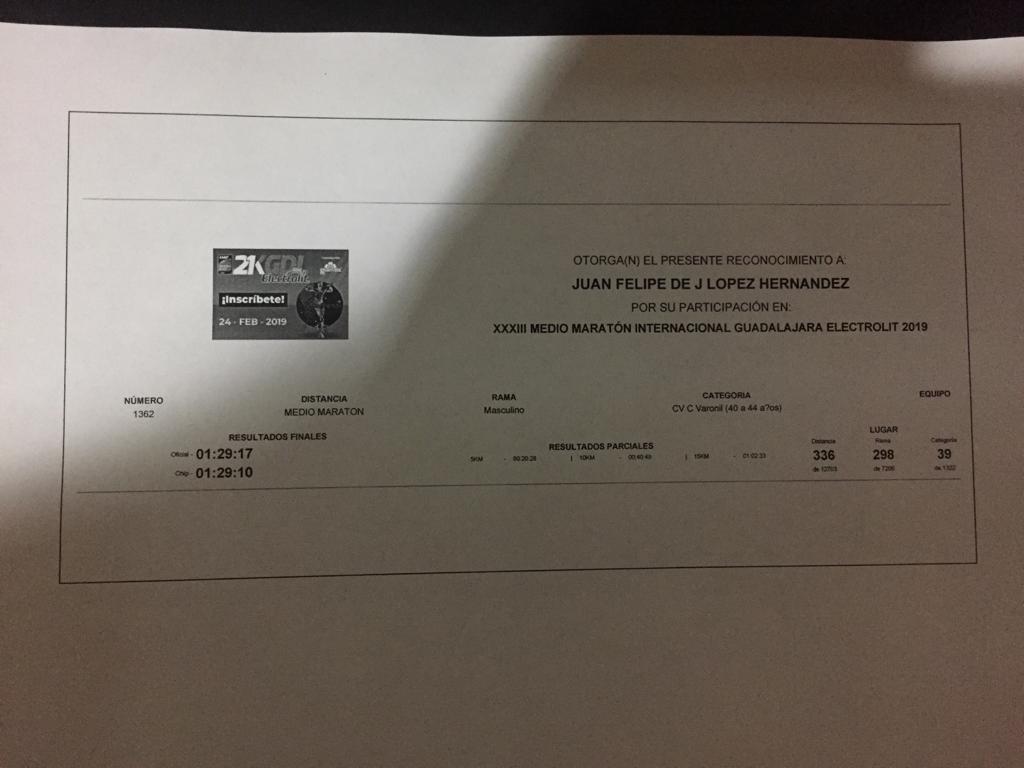 21KGDL
Electrolit
¡Inscríbete!
24 - FEB - 2019
OTORGA(N) EL PRESENTE RECONOCIMIENTO A:
JUAN FELIPE DE J LOPEZ HERNANDEZ
POR SU PARTICIPACIÓN EN:
XXXIII MEDIO MARATÓN INTERNACIONAL GUADALAJARA ELECTROLIT 2019
NÚMERO DISTANCIA RAMA CATEGORIA EQUIPO
1362 MEDIO MARATON Masculino CV C Varonil (40 a 44 a?os)
RESULTADOS FINALES RESULTADOS PARCIALES LUGAR
Distancia Rama Categoria
Oficial - 01:29:17 5KM - 00:20:28 | 10KM - 00:40:49 | 15KM - 01:02:33 336 298 39
de 12703 de 7206 de 1322
Chip - 01:29:10